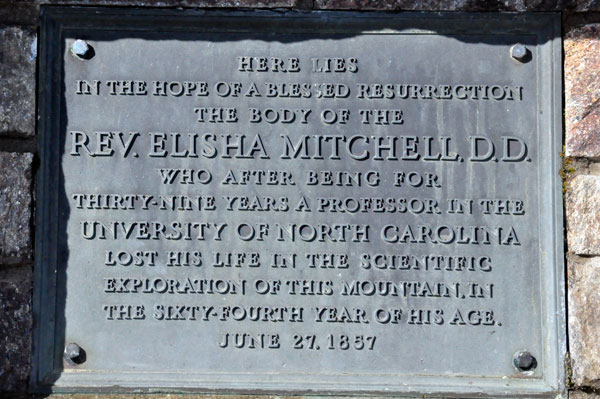 HERE LIES
IN THE HOPE OF A BLESSED RESURRECTION
THE BODY OF THE
REV. ELISHA MITCHELL, D.D.
WHO AFTER BEING FOR
THIRTY-NINE YEARS A PROFESSOR IN THE
UNVERSITY OF NORTH CAROLINA
LOST HIS LIFE IN THE SCIENTIFIC
EXPLORATION OF THIS MOUNTAIN, IN
THE SIXTY-FOURTH YEAR OF HIS AGE.
JUNE 27, 1857